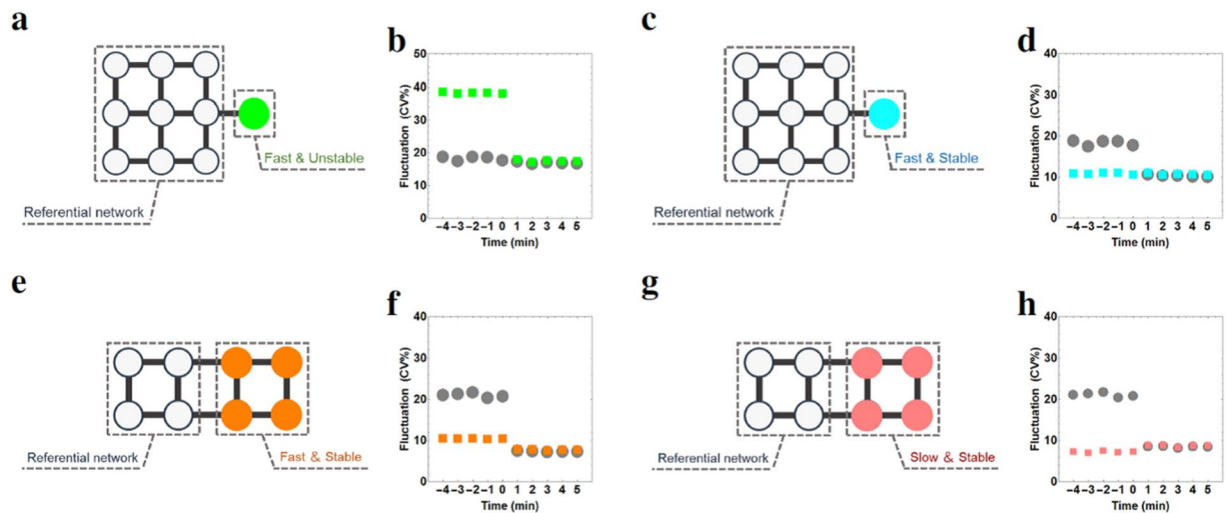 a
Fast & Unstable
Referential network
b
50
40
30
20
10
0
Fluctuation (CV%)
−4 −3 −2 −1 0 1 2 3 4 5
Time (min)
c
Fast & Stable
Referential network
d
40
30
20
10
0
Fluctuation (CV%)
−4 −3 −2 −1 0 1 2 3 4 5
Time (min)
e
Referential network
Fast & Stable
f
40
30
20
10
0
Fluctuation (CV%)
−4 −3 −2 −1 0 1 2 3 4 5
Time (min)
g
Referential network
Slow & Stable
h
40
30
20
10
0
Fluctuation (CV%)
−4 −3 −2 −1 0 1 2 3 4 5
Time (min)